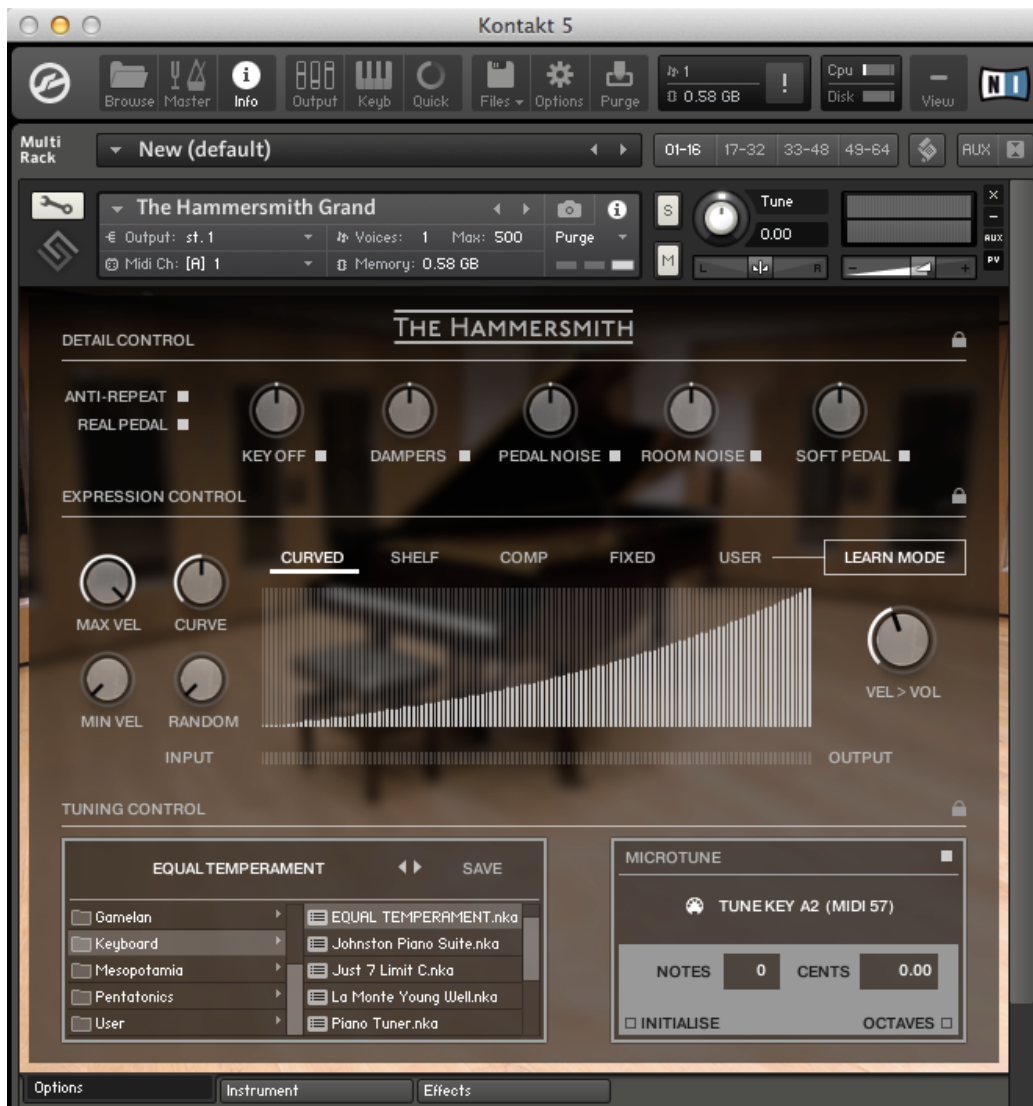 Kontakt 5
Browse Master Info Output Keyb Quick Files Options Purge
1
0.58 GB
!
Cpu
Disk
View
NI
Multi
Rack
New (default)
01-16 17-32 33-48 49-64 AUX
The Hammersmith Grand
Output: st.1 Voices: 1 Max: 500 Purge
Midi Ch: [A] 1 Memory: 0.58 GB
S
M
Tune
0.00
L R
- +
x
-
AUX
PV
THE HAMMERSMITH
DETAIL CONTROL
ANTI-REPEAT
REAL PEDAL
KEY OFF DAMPERS PEDAL NOISE ROOM NOISE SOFT PEDAL
EXPRESSION CONTROL
CURVED SHELF COMP FIXED USER LEARN MODE
MAX VEL CURVE
MIN VEL RANDOM
VEL > VOL
INPUT OUTPUT
TUNING CONTROL
EQUAL TEMPERAMENT SAVE
Gamelan
Keyboard
Mesopotamia
Pentatonics
User
EQUAL TEMPERAMENT.nka
Johnston Piano Suite.nka
Just 7 Limit C.nka
La Monte Young Well.nka
Piano Tuner.nka
MICROTUNE
TUNE KEY A2 (MIDI 57)
NOTES 0 CENTS 0.00
INITIALISE OCTAVES
Options Instrument Effects